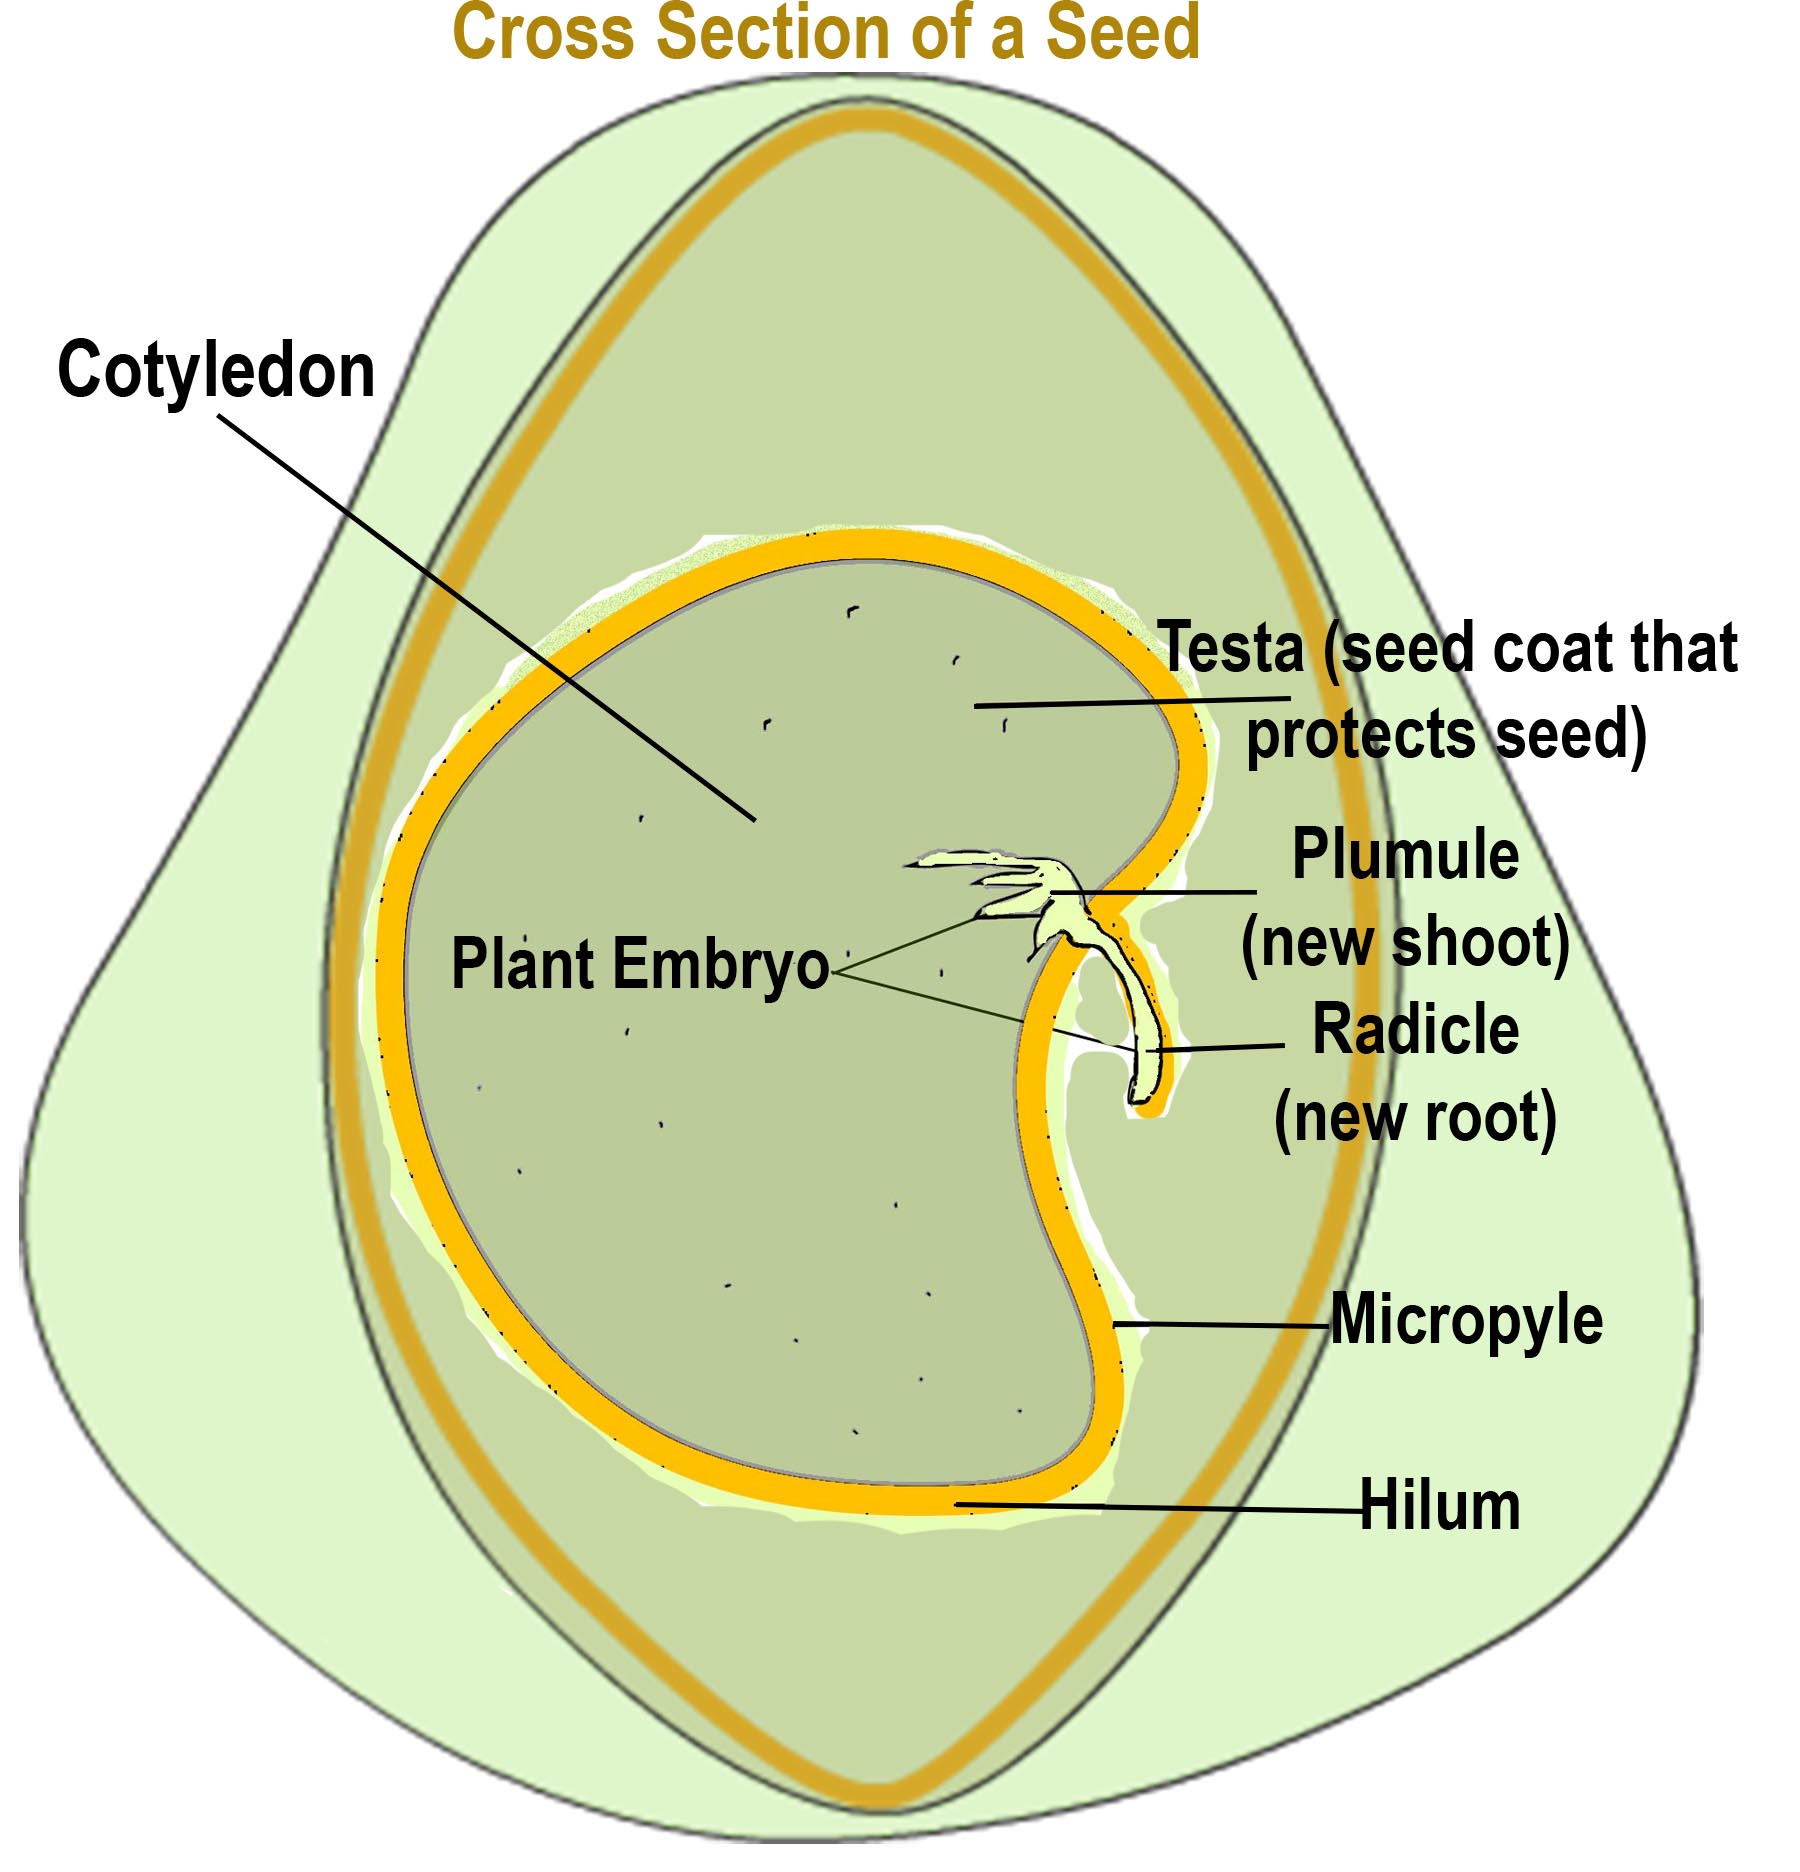 Cross Section of a Seed
Cotyledon
Testa (seed coat that
protects seed)
Plumule
(new shoot)
Plant Embryo
Radicle
(new root)
Micropyle
Hilum